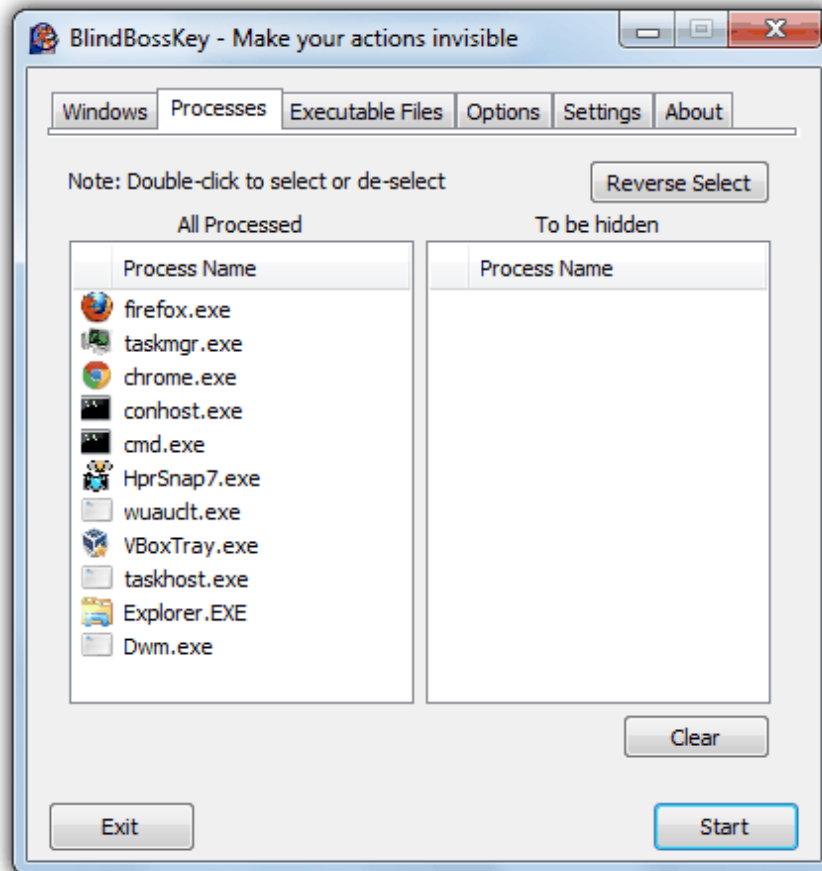 BlindBossKey - Make your actions invisible
Windows Processes Executable Files Options Settings About
Note: Double-click to select or de-select Reverse Select
All Processed To be hidden
Process Name Process Name
firefox.exe
taskmgr.exe
chrome.exe
conhost.exe
cmd.exe
HprSnap7.exe
wuauclt.exe
VBoxTray.exe
taskhost.exe
Explorer.EXE
Dwm.exe
Clear
Exit Start